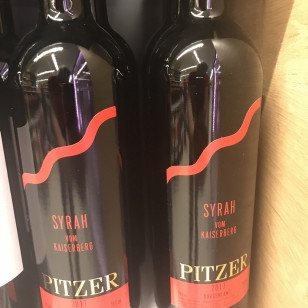 SYRAH
VOM
KAISERBERG
PITZER
SYRAH
VOM
KAISERBERG
PITZER